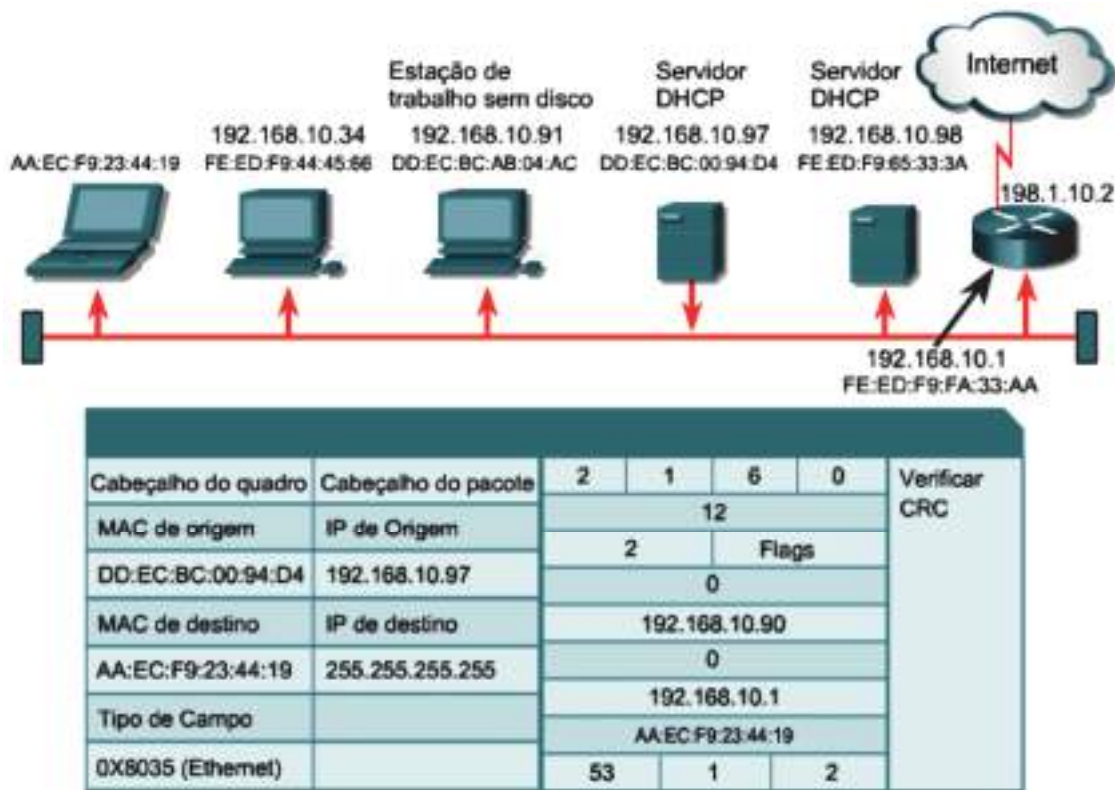 Internet
Estação de
trabalho sem disco
Servidor
DHCP
Servidor
DHCP
192.168.10.34
192.168.10.91
192.168.10.97
192.168.10.98
AA:EC:F9:23:44:19
FE:ED:F9:44:45:66
DD:EC:BC:AB:04:AC
DD:EC:BC:00:94:D4
FE:ED:F9:65:33:3A
198.1.10.2
192.168.10.1
FE:ED:F9:FA:33:AA
Cabeçalho do quadro
Cabeçalho do pacote
2 1 6 0
Verificar
CRC
MAC de origem
IP de Origem
12
2 Flags
DD:EC:BC:00:94:D4
192.168.10.97
0
MAC de destino
IP de destino
192.168.10.90
AA:EC:F9:23:44:19
255.255.255.255
0
192.168.10.1
Tipo de Campo
AA:EC:F9:23:44:19
0X8035 (Ethernet)
53 1 2